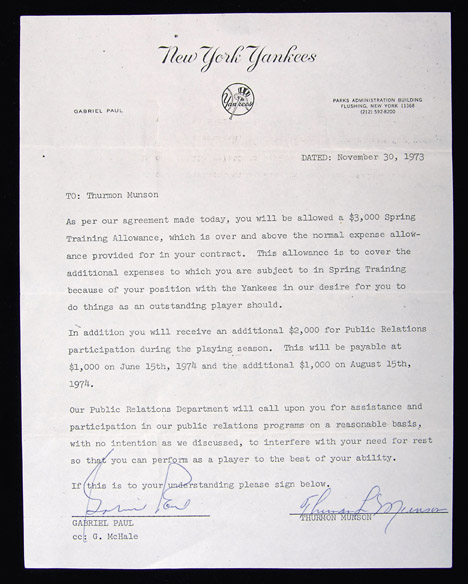 New York Yankees
Yankees
GABRIEL PAUL
PARKS ADMINISTRATION BUILDING
FLUSHING, NEW YORK 11368
(212) 592-8200
DATED: November 30, 1973
TO: Thurmon Munson
As per our agreement made today, you will be allowed a $3,000 Spring
Training Allowance, which is over and above the normal expense allow-
ance provided for in your contract. This allowance is to cover the
additional expenses to which you are subject to in Spring Training
because of your position with the Yankees in our desire for you to
do things as an outstanding player should.
In addition you will receive an additional $2,000 for Public Relations
participation during the playing season. This will be payable at
$1,000 on June 15th, 1974 and the additional $1,000 on August 15th,
1974.
Our Public Relations Department will call upon you for assistance and
participation in our public relations programs on a reasonable basis,
with no intention as we discussed, to interfere with your need for rest
so that you can perform as a player to the best of your ability.
If this is to your understanding please sign below.
Gabriel Paul
Thurman L Munson
GABRIEL PAUL
THURMON MUNSON
cc: G. McHale